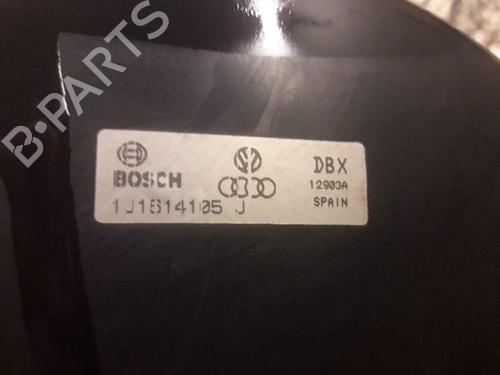 B-PARTS
BOSCH
DBX
12903A
1J1614105 J
SPAIN